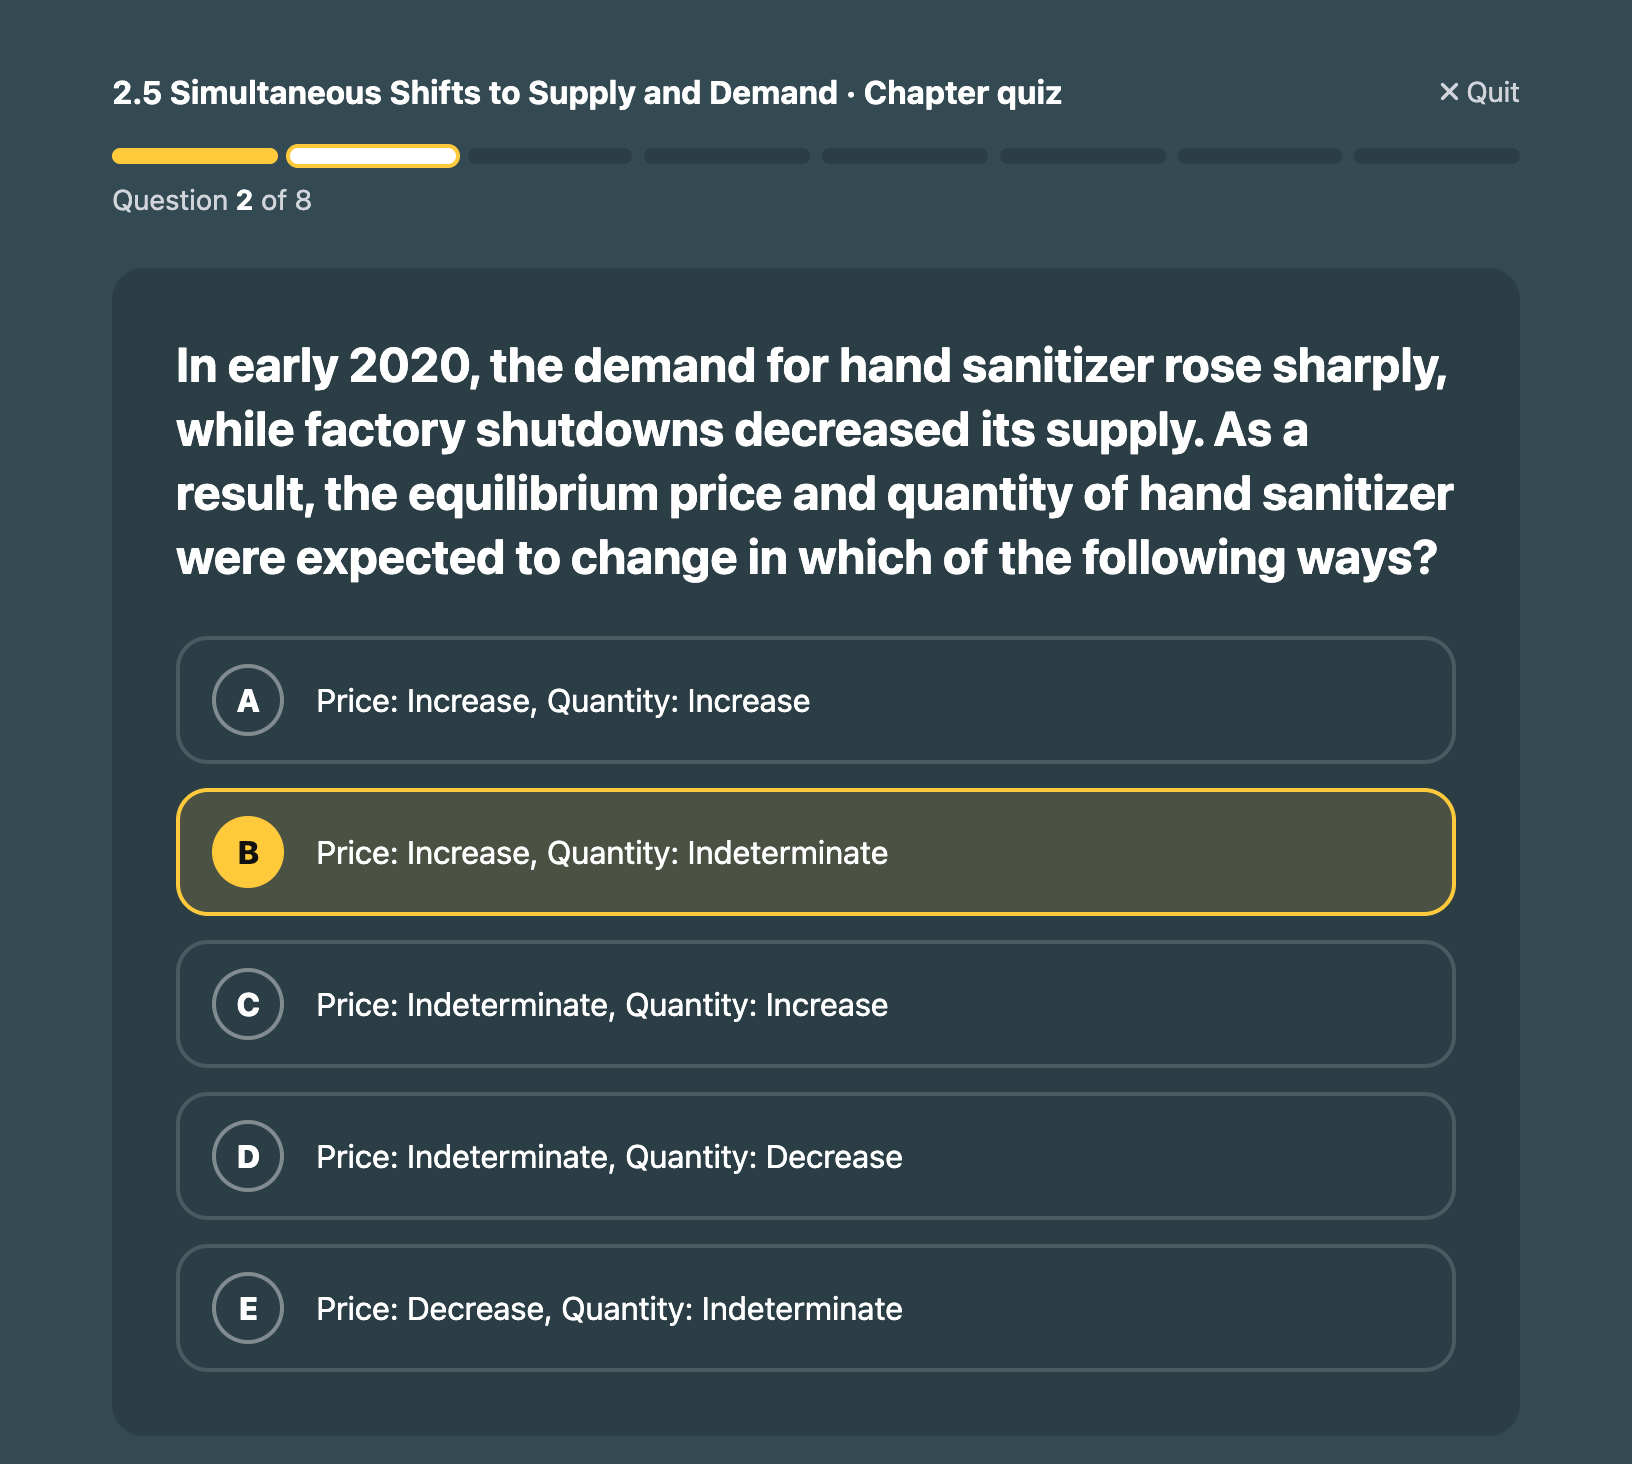 2.5 Simultaneous Shifts to Supply and Demand · Chapter quiz
× Quit
Question 2 of 8
In early 2020, the demand for hand sanitizer rose sharply,
while factory shutdowns decreased its supply. As a
result, the equilibrium price and quantity of hand sanitizer
were expected to change in which of the following ways?
A Price: Increase, Quantity: Increase
B Price: Increase, Quantity: Indeterminate
C Price: Indeterminate, Quantity: Increase
D Price: Indeterminate, Quantity: Decrease
E Price: Decrease, Quantity: Indeterminate